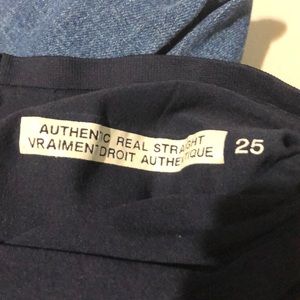 AUTHENTIC REAL STRAIGHT
VRAIMENT DROIT AUTHENTIQUE
25